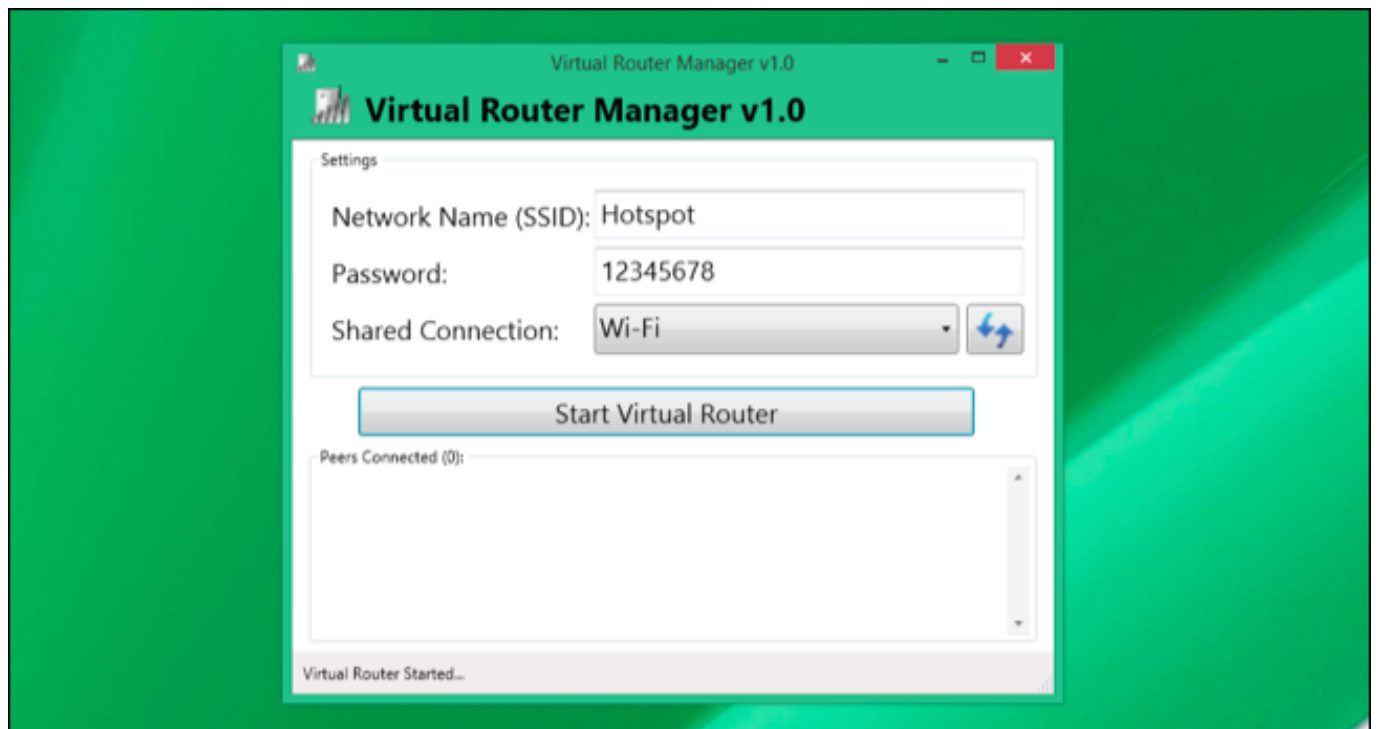 Virtual Router Manager v1.0
Virtual Router Manager v1.0
Settings
Network Name (SSID): Hotspot
Password: 12345678
Shared Connection: Wi-Fi
Start Virtual Router
Peers Connected (0):
Virtual Router Started...